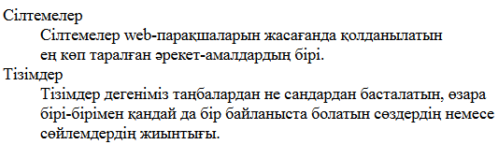 Сілтемелер
Сілтемелер web-парақшаларын жасағанда қолданылатын
ең көп таралған әрекет-амалдардың бірі.
Тізімдер
Тізімдер дегеніміз таңбалардан не сандардан басталатын, өзара
бірі-бірімен қандай да бір байланыста болатын сөздердің немесе
сөйлемдердің жиынтығы.